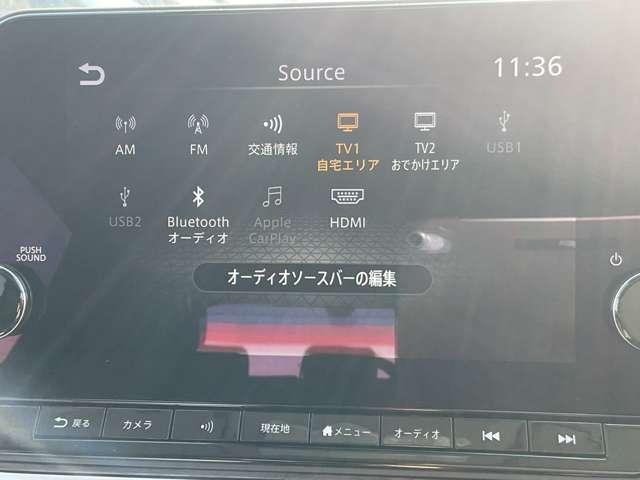 Source
11:36
AM
FM
交通情報
TV1
自宅エリア
TV2
おでかけエリア
USB1
USB2
Bluetooth
オーディオ
Apple
CarPlay
HDMI
PUSH
SOUND
オーディオソースバーの編集
戻る
カメラ
現在地
メニュー
オーディオ